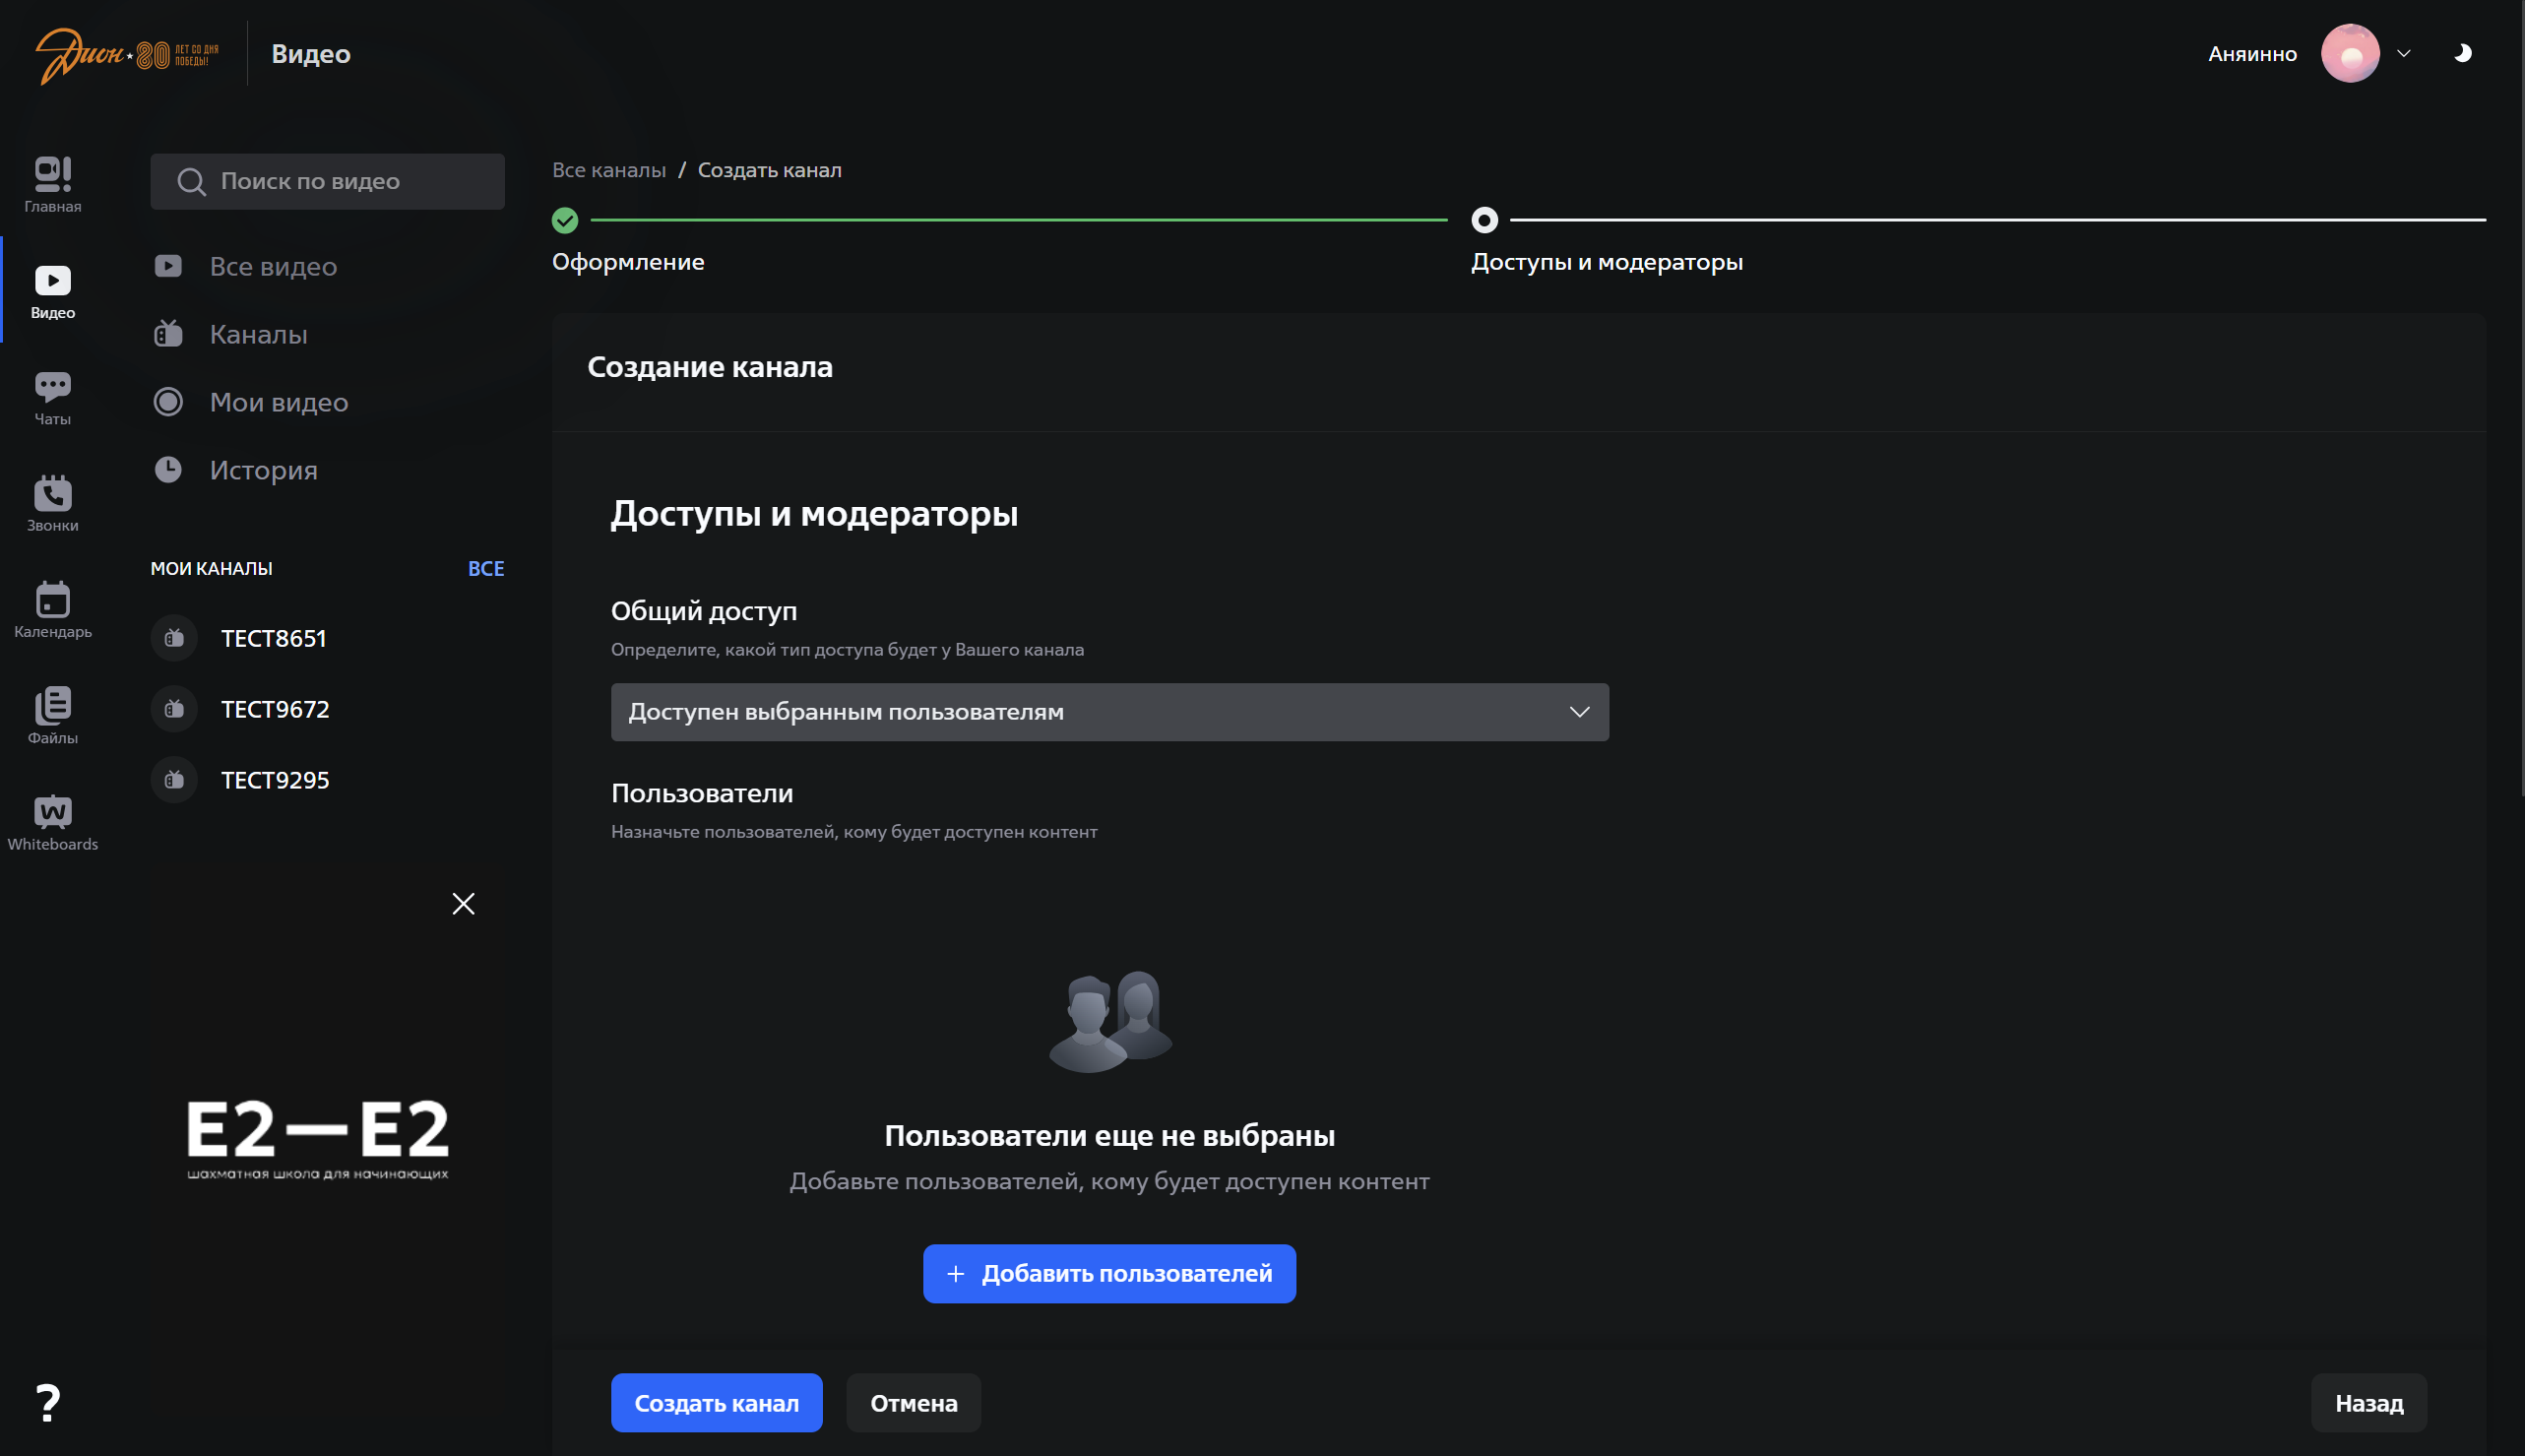 Дион
80
ЛЕТ СО ДНЯ
ПОБЕДЫ!
Видео
Аняинно
Главная
Видео
Чаты
Звонки
Календарь
Файлы
Whiteboards
Поиск по видео
Все видео
Каналы
Мои видео
История
МОИ КАНАЛЫ
ВСЕ
ТЕСТ8651
ТЕСТ9672
ТЕСТ9295
E2—E2
шахматная школа для начинающих
?
Все каналы / Создать канал
Оформление
Доступы и модераторы
Создание канала
Доступы и модераторы
Общий доступ
Определите, какой тип доступа будет у Вашего канала
Доступен выбранным пользователям
Пользователи
Назначьте пользователей, кому будет доступен контент
Пользователи еще не выбраны
Добавьте пользователей, кому будет доступен контент
+ Добавить пользователей
Создать канал
Отмена
Назад